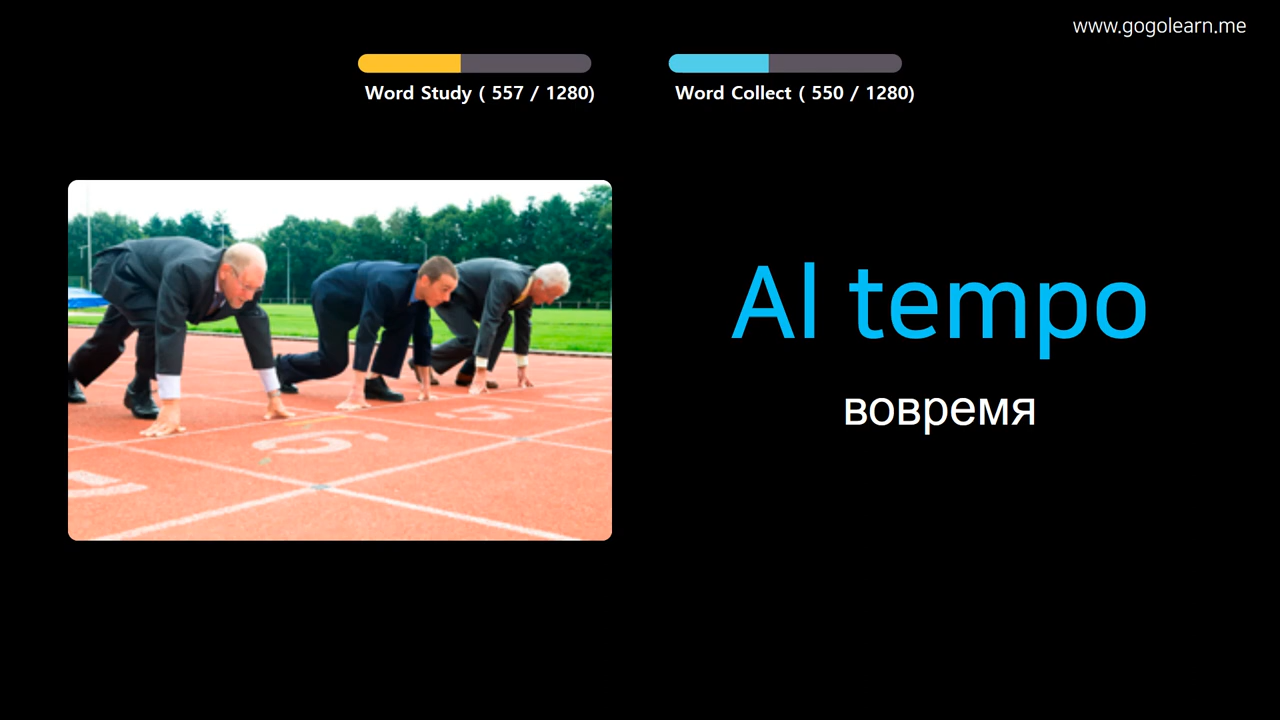 www.gogolearn.me
Word Study ( 557 / 1280)
Word Collect ( 550 / 1280)
Al tempo
вовремя